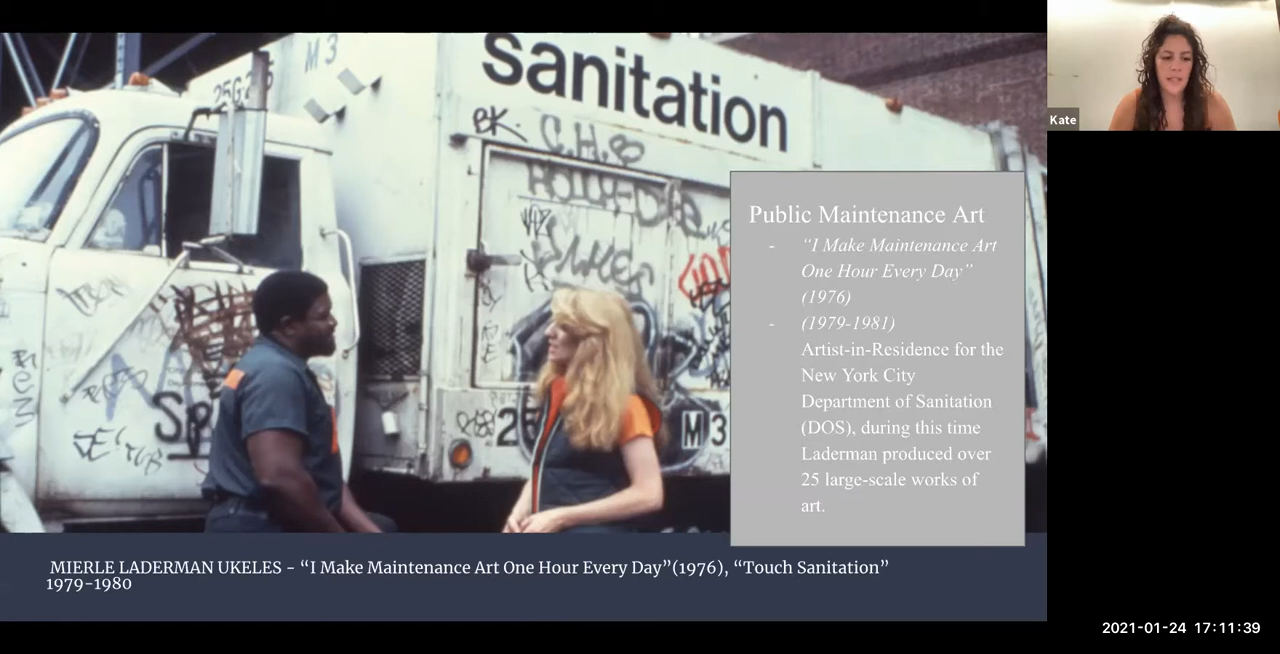 Sanitation
M 3
BK.
C.H.
M 3
Kate
Public Maintenance Art
- “I Make Maintenance Art
One Hour Every Day”
(1976)
- (1979-1981)
Artist-in-Residence for the
New York City
Department of Sanitation
(DOS), during this time
Laderman produced over
25 large-scale works of
art.
MIERLE LADERMAN UKELES - “I Make Maintenance Art One Hour Every Day”(1976), “Touch Sanitation”
1979-1980
2021-01-24 17:11:39